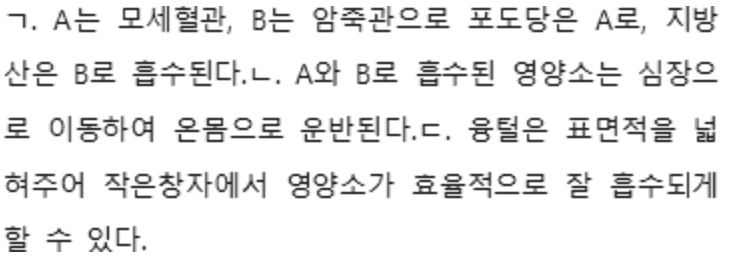 ㄱ. A는 모세혈관, B는 암죽관으로 포도당은 A로, 지방
산은 B로 흡수된다.ㄴ. A와 B로 흡수된 영양소는 심장으
로 이동하여 온몸으로 운반된다.ㄷ. 융털은 표면적을 넓
혀주어 작은창자에서 영양소가 효율적으로 잘 흡수되게
할 수 있다.